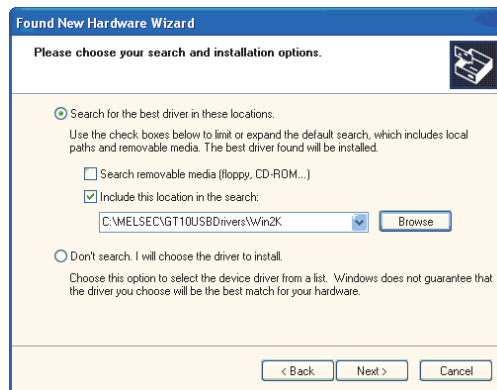 Found New Hardware Wizard
Please choose your search and installation options.
Search for the best driver in these locations.
Use the check boxes below to limit or expand the default search, which includes local
paths and removable media. The best driver found will be installed.
Search removable media (floppy, CD-ROM...)
Include this location in the search:
C:\MELSEC\GT10USBDrivers\Win2K
Browse
Don't search. I will choose the driver to install.
Choose this option to select the device driver from a list. Windows does not guarantee that
the driver you choose will be the best match for your hardware.
< Back
Next >
Cancel